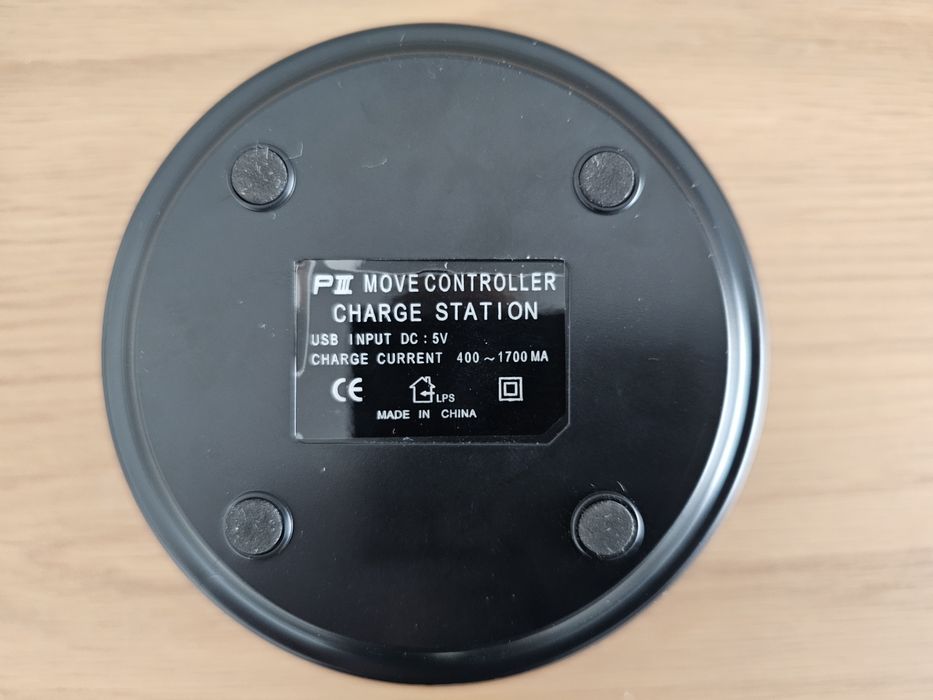 PIII MOVE CONTROLLER
CHARGE STATION
USB INPUT DC : 5V
CHARGE CURRENT 400 ~ 1700 MA
CE LPS
MADE IN CHINA